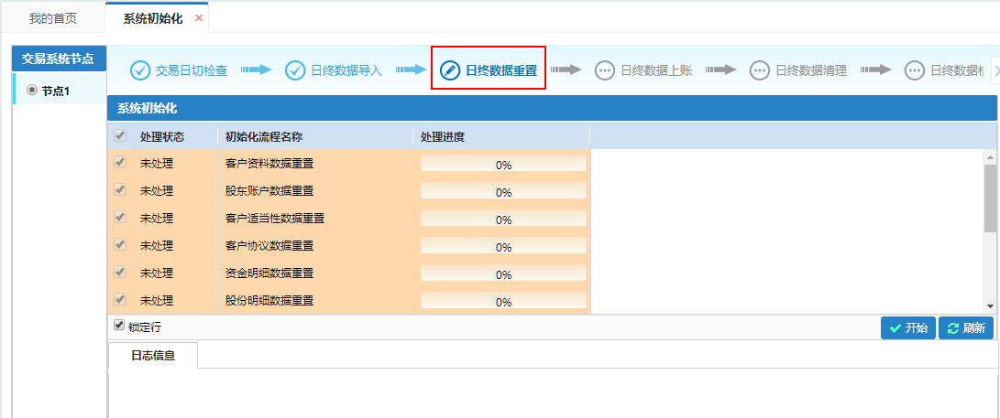 我的首页 系统初始化 ×
交易系统节点
交易日切检查 日终数据导入 日终数据重置 日终数据上账 日终数据清理 日终数据
节点1
系统初始化
处理状态 初始化流程名称 处理进度
未处理 客户资料数据重置 0%
未处理 股东账户数据重置 0%
未处理 客户适当性数据重置 0%
未处理 客户协议数据重置 0%
未处理 资金明细数据重置 0%
未处理 股份明细数据重置 0%
锁定行 开始 刷新
日志信息